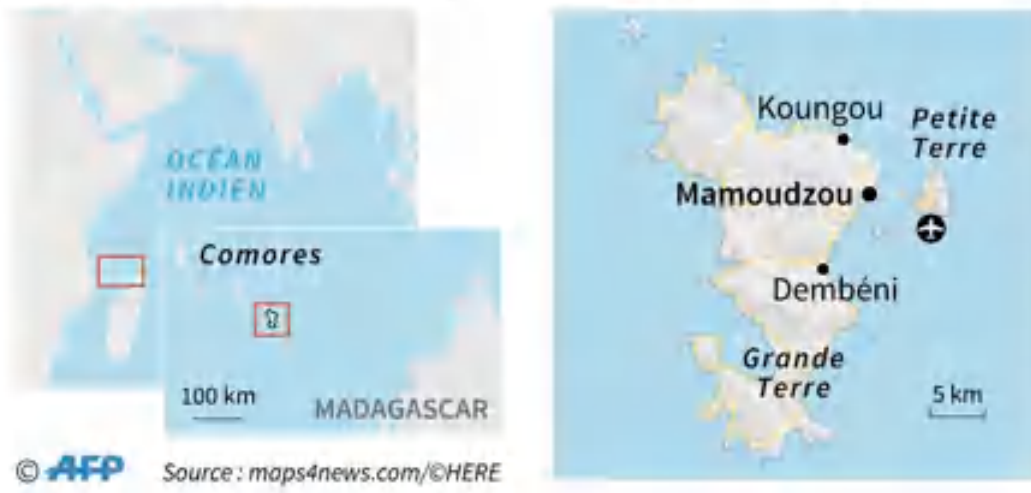 OCÉAN
INDIEN
Comores
100 km
MADAGASCAR
Koungou
Petite
Terre
Mamoudzou
Dembéni
Grande
Terre
5 km
© AFP
Source : maps4news.com/©HERE